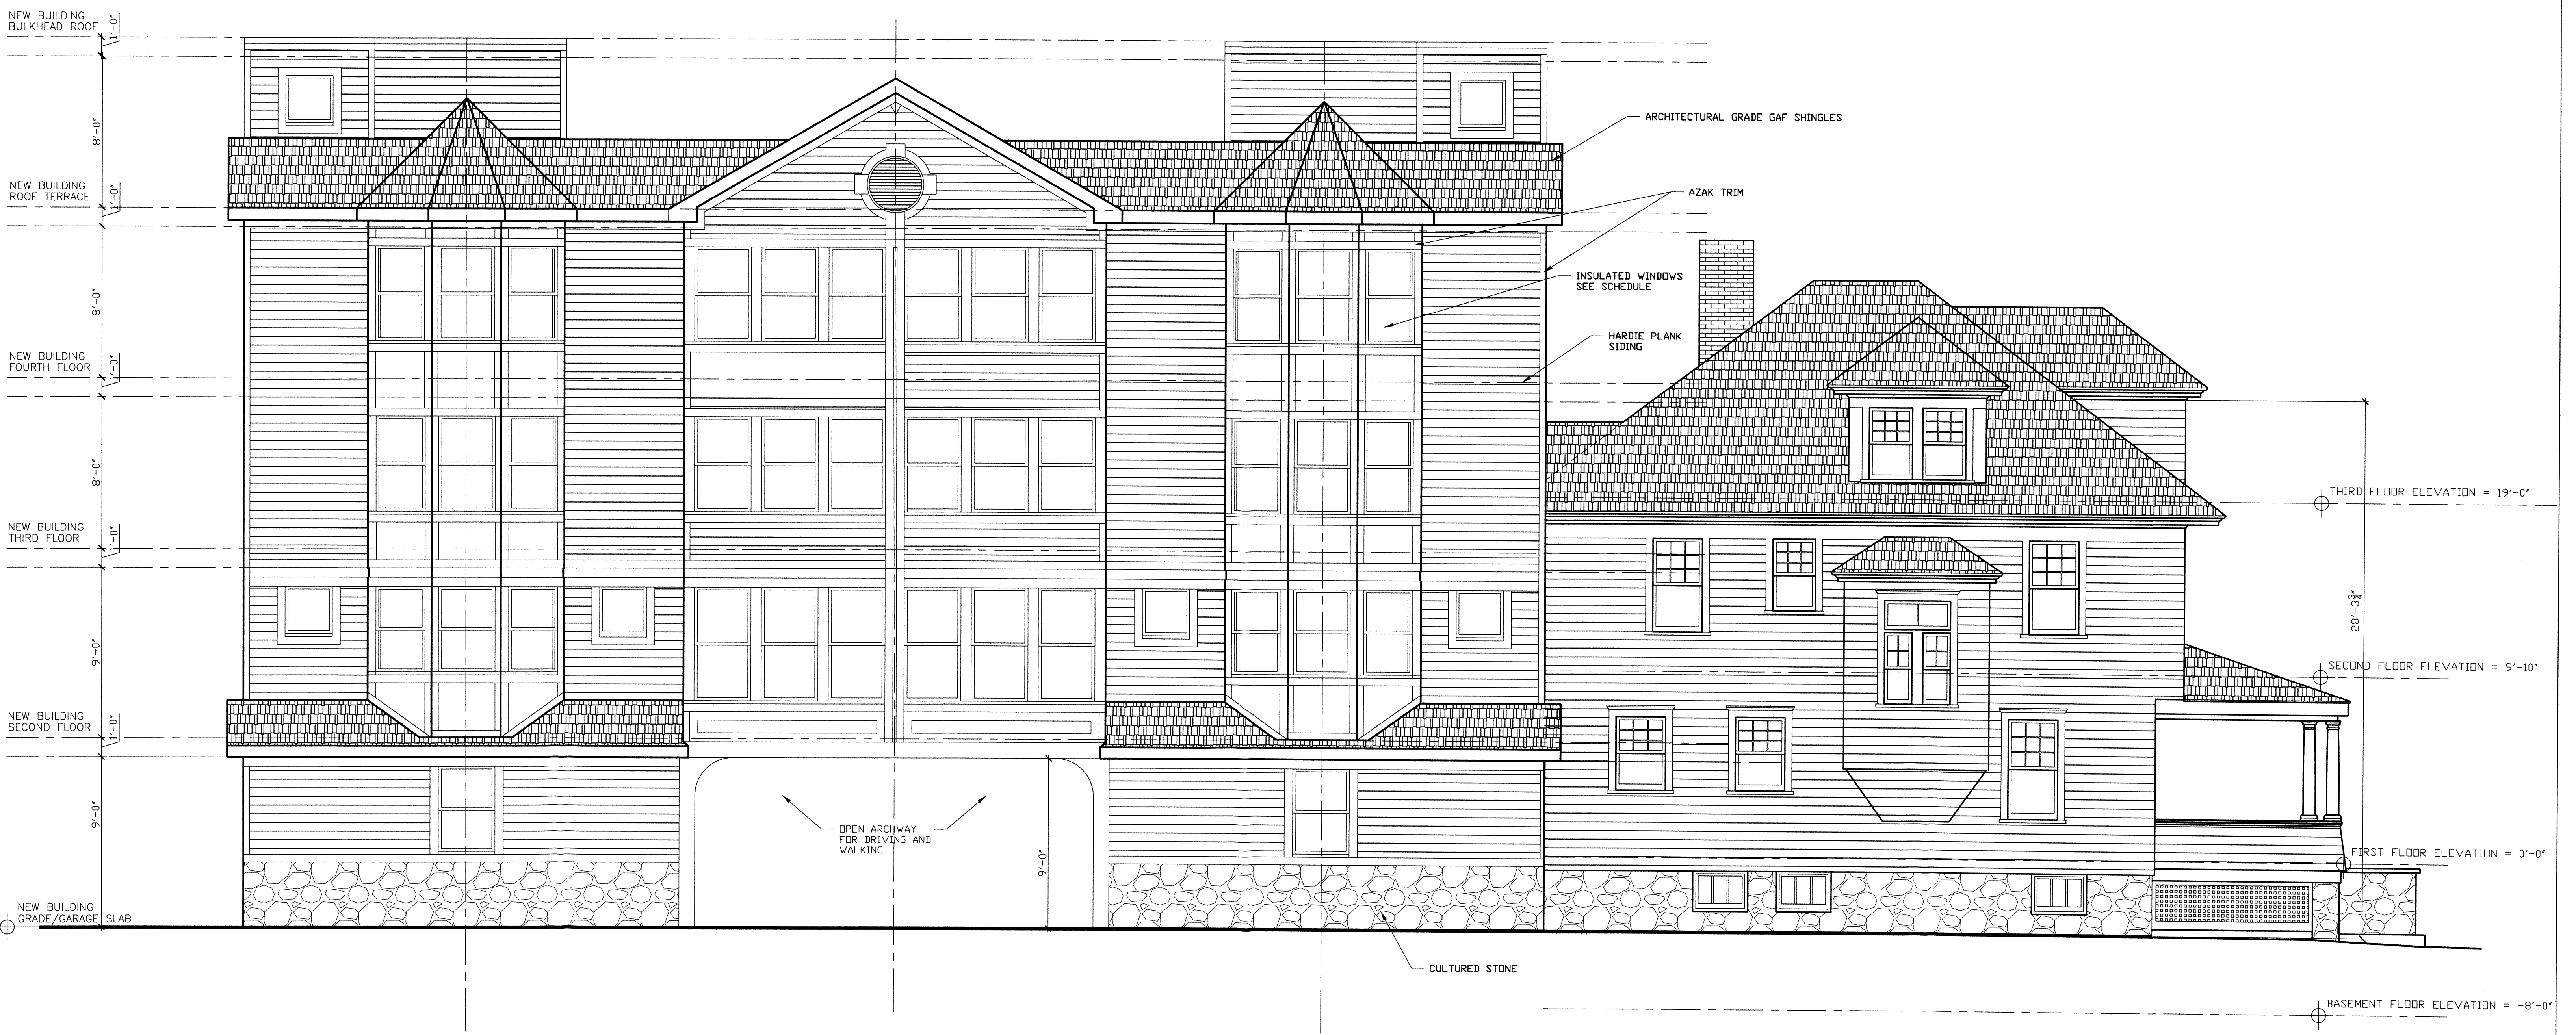 NEW BUILDING
BULKHEAD ROOF
1'-0"
8'-0"
NEW BUILDING
ROOF TERRACE
1'-0"
8'-0"
NEW BUILDING
FOURTH FLOOR
1'-0"
8'-0"
NEW BUILDING
THIRD FLOOR
1'-0"
9'-0"
NEW BUILDING
SECOND FLOOR
1'-0"
9'-0"
NEW BUILDING
GRADE/GARAGE SLAB
OPEN ARCHWAY
FOR DRIVING AND
WALKING
9'-0"
ARCHITECTURAL GRADE GAF SHINGLES
AZAK TRIM
INSULATED WINDOWS
SEE SCHEDULE
HARDIE PLANK
SIDING
CULTURED STONE
THIRD FLOOR ELEVATION = 19'-0"
28'-3¾"
SECOND FLOOR ELEVATION = 9'-10"
FIRST FLOOR ELEVATION = 0'-0"
BASEMENT FLOOR ELEVATION = -8'-0"